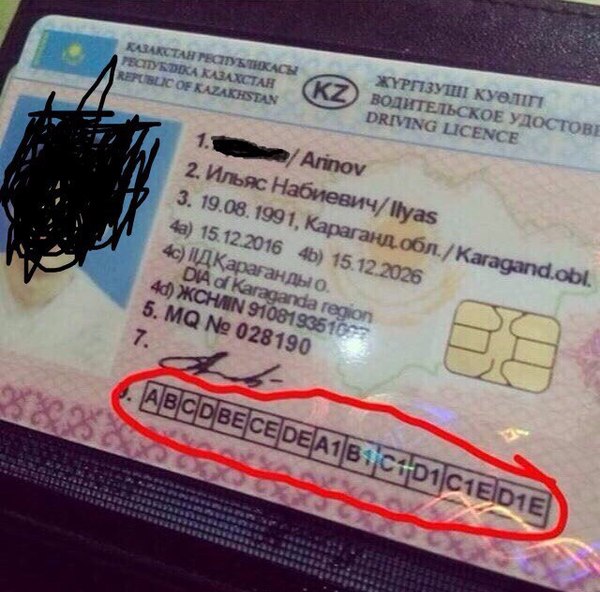 ҚАЗАҚСТАН РЕСПУБЛИКАСЫ
РЕСПУБЛИКА КАЗАХСТАН
REPUBLIC OF KAZAKHSTAN
KZ
ЖҮРГІЗУШІ КУӘЛІГІ
ВОДИТЕЛЬСКОЕ УДОСТОВЕ
DRIVING LICENCE
1. / Arinov
2. Ильяс Набиевич/ Ilyas
3. 19.08.1991, Караганд.обл./ Karagand.obl.
4a) 15.12.2016 4b) 15.12.2026
4c) ІІД Қарағанды о.
DIA of Karaganda region
4d) ЖСН/IIN
5. MQ № 028190
7.
A B C D BE CE DE A1 B1 C1 D1 C1E D1E